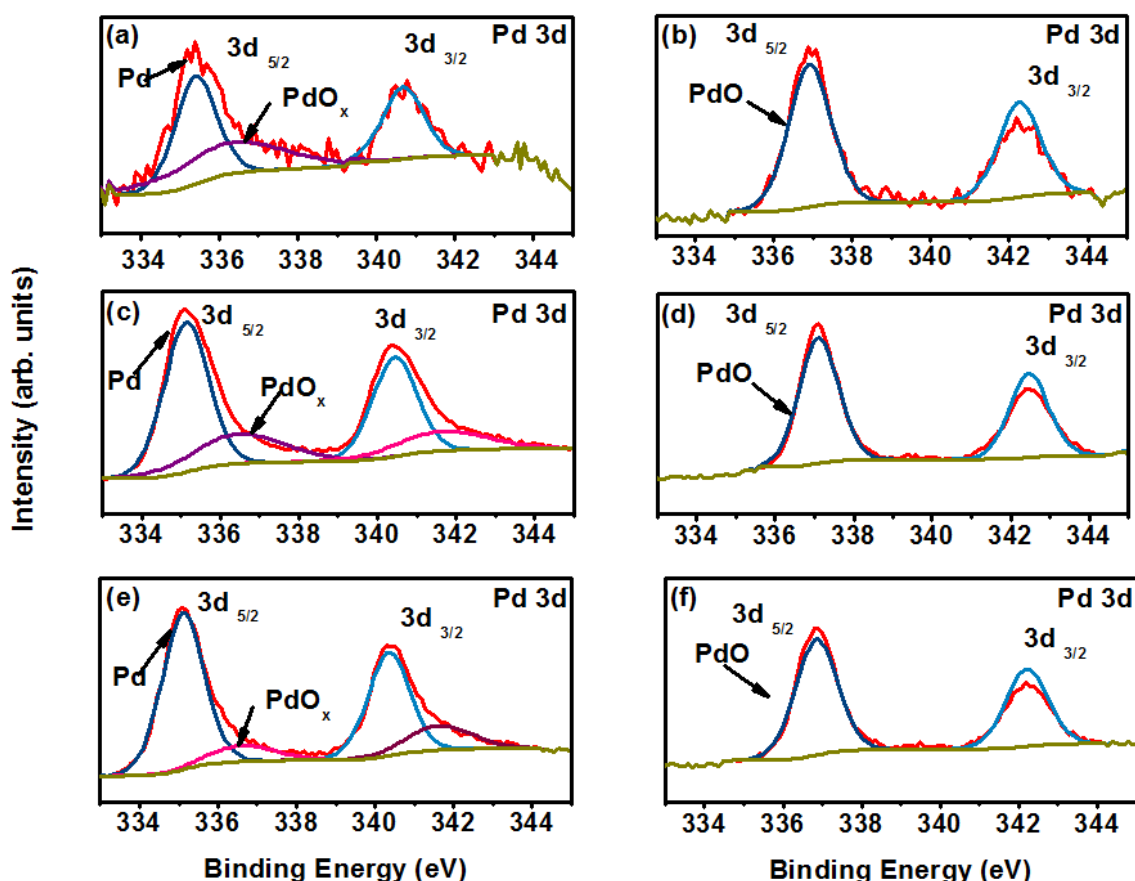 (a) 3d 5/2 3d 3/2 Pd 3d
Pd PdOx
334 336 338 340 342 344
(b) 3d 5/2 Pd 3d
3d 3/2
PdO
334 336 338 340 342 344
(c) 3d 5/2 3d 3/2 Pd 3d
Pd PdOx
334 336 338 340 342 344
(d) 3d 5/2 Pd 3d
3d 3/2
PdO
334 336 338 340 342 344
(e) 3d 5/2 3d 3/2 Pd 3d
Pd PdOx
334 336 338 340 342 344
(f) 3d 5/2 Pd 3d
3d 3/2
PdO
334 336 338 340 342 344
Intensity (arb. units)
Binding Energy (eV)
Binding Energy (eV)